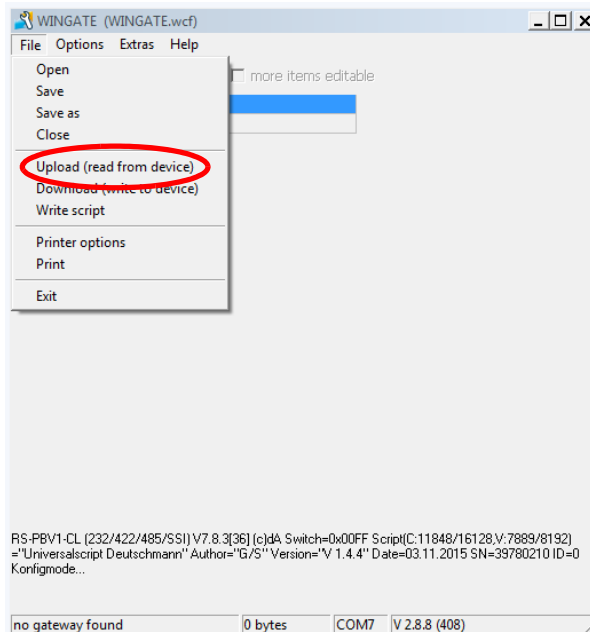 WINGATE (WINGATE.wcf)
File Options Extras Help
Open
more items editable
Save
Save as
Close
Upload (read from device)
Download (write to device)
Write script
Printer options
Print
Exit
RS-PBV1-CL (232/422/485/SSI) V7.8.3[36] (c)dA Switch=0x00FF Script(C:11848/16128,V:7889/8192)
="Universalscript Deutschmann" Author="G/S" Version="V 1.4.4" Date=03.11.2015 SN=39780210 ID=0
Konfigmode...
no gateway found 0 bytes COM7 V 2.8.8 (408)